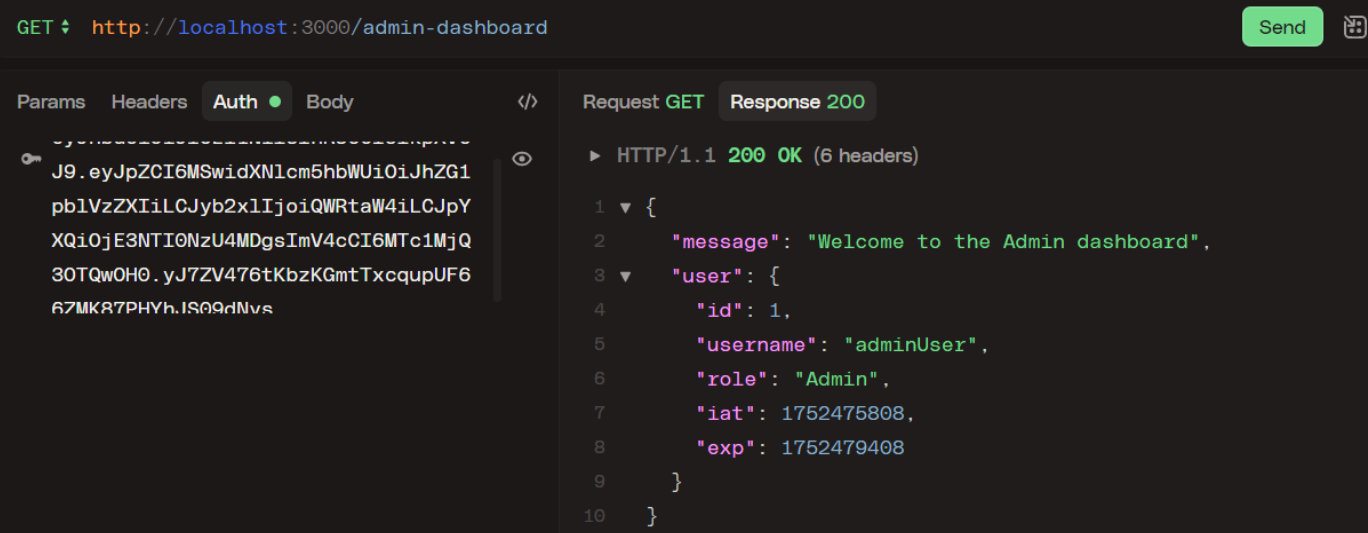 GET http://localhost:3000/admin-dashboard Send
Params Headers Auth Body </>
Request GET Response 200
J9.eyJpZCI6MSwidXNlcm5hbWUiOiJhZG1
pblVzZXIiLCJyb2xlIjoiQWRtaW4iLCJpY
XQiOjE3NTI0NzU4MDgsImV4cCI6MTc1MjQ
3OTQwOH0.yJ7ZV476tKbzKGmtTxcqupUF6
6ZMK87PHYhJS09dNys
HTTP/1.1 200 OK (6 headers)
1 {
2 "message": "Welcome to the Admin dashboard",
3 "user": {
4 "id": 1,
5 "username": "adminUser",
6 "role": "Admin",
7 "iat": 1752475808,
8 "exp": 1752479408
9 }
10 }